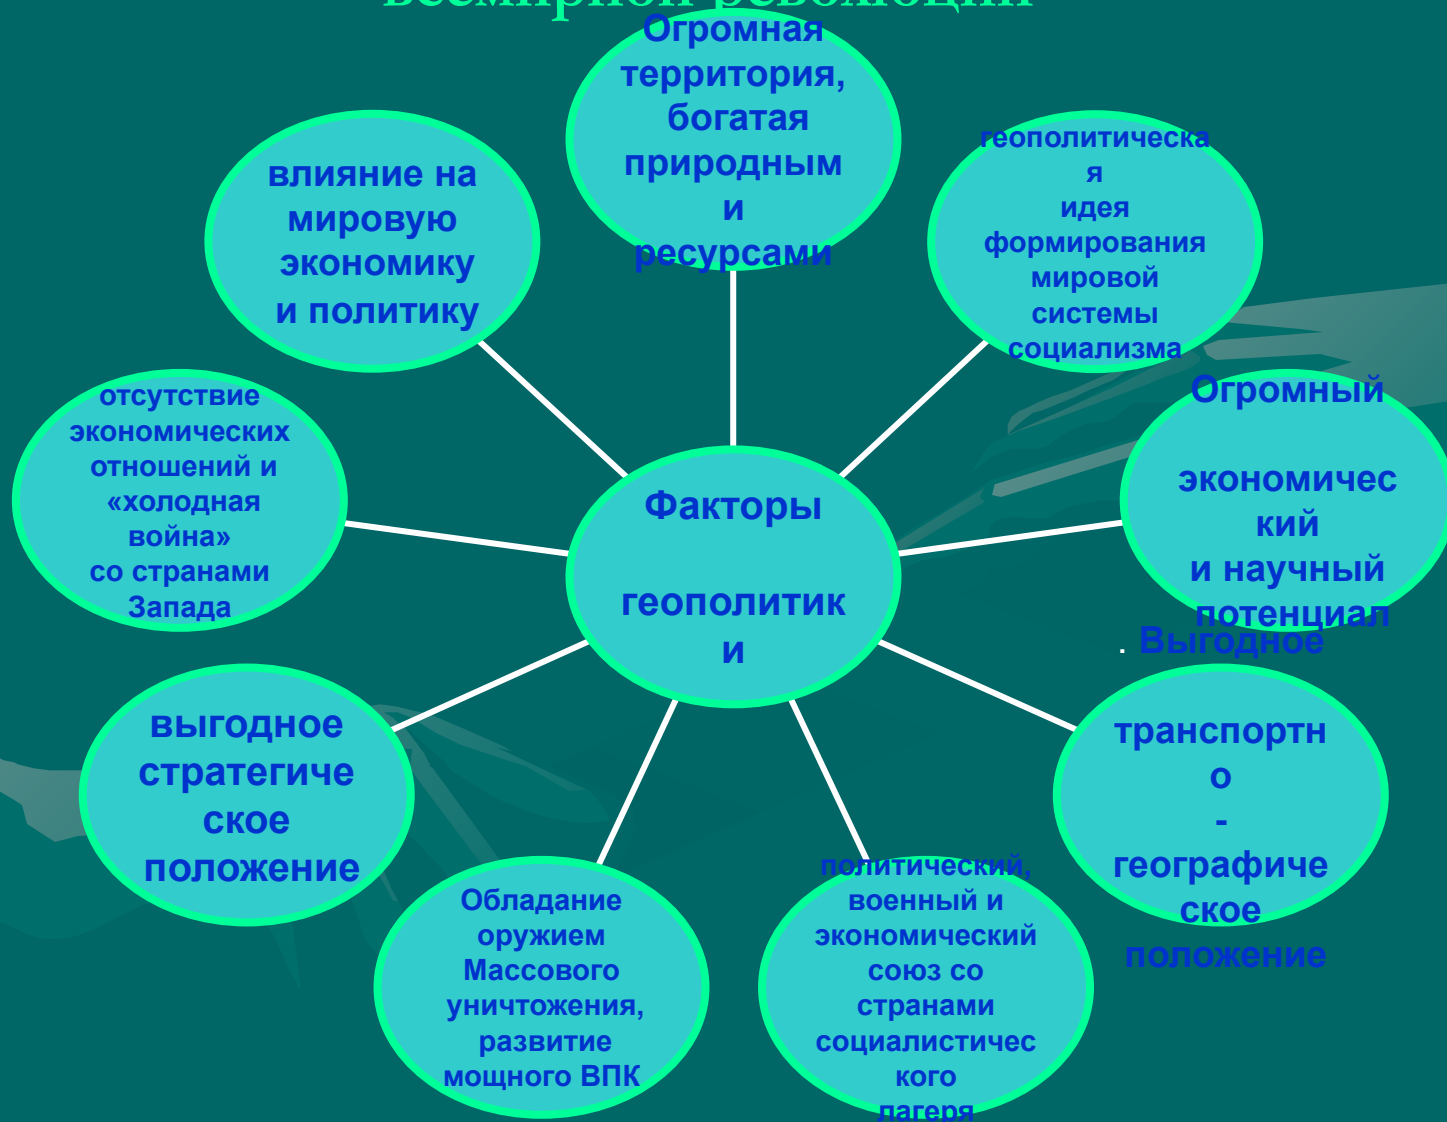 всемирной революции
Огромная
территория,
богатая
природным
и
ресурсами
геополитическа
я
идея
формирования
мировой
системы
социализма
Огромный
экономичес
кий
и научный
потенциал
. Выгодное
транспортн
о
-
географиче
ское
положение
политический,
военный и
экономический
союз со
странами
социалистичес
кого
лагеря
Обладание
оружием
Массового
уничтожения,
развитие
мощного ВПК
выгодное
стратегиче
ское
положение
отсутствие
экономических
отношений и
«холодная
война»
со странами
Запада
влияние на
мировую
экономику
и политику
Факторы
геополитик
и